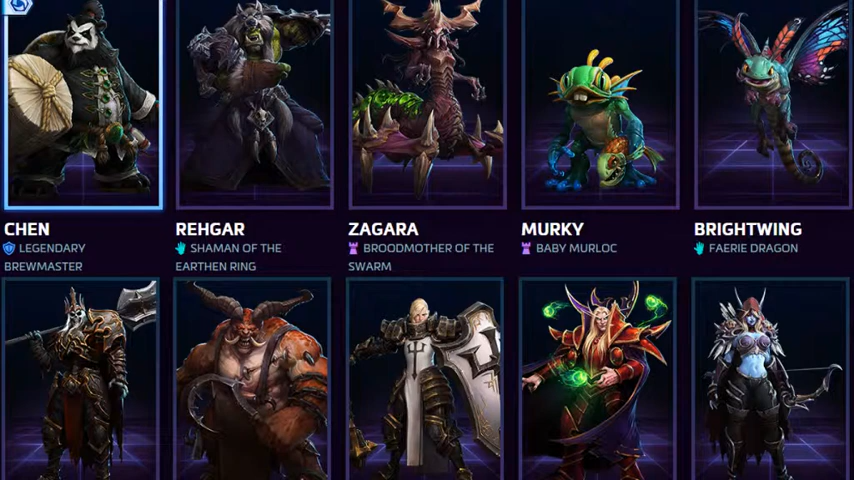 CHEN
LEGENDARY
BREWMASTER
REHGAR
SHAMAN OF THE
EARTHEN RING
ZAGARA
BROODMOTHER OF THE
SWARM
MURKY
BABY MURLOC
BRIGHTWING
FAERIE DRAGON